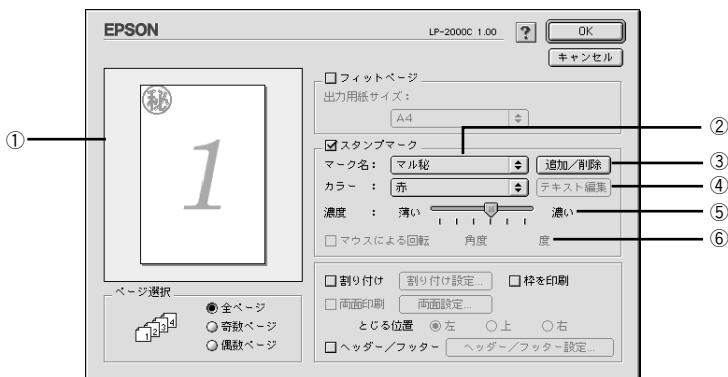 EPSON
LP-2000C 1.00
?
OK
キャンセル
秘
1
①
フィットページ
出力用紙サイズ：
A4
②
スタンプマーク
マーク名： マル秘 追加／削除 ③
カラー ： 赤 テキスト編集 ④
濃度 ： 薄い 濃い ⑤
マウスによる回転 角度 度 ⑥
ページ選択
1 2 3 4
全ページ
奇数ページ
偶数ページ
割り付け 割り付け設定... 枠を印刷
両面印刷 両面設定...
とじる位置 左 上 右
ヘッダー／フッター ヘッダー／フッター設定...